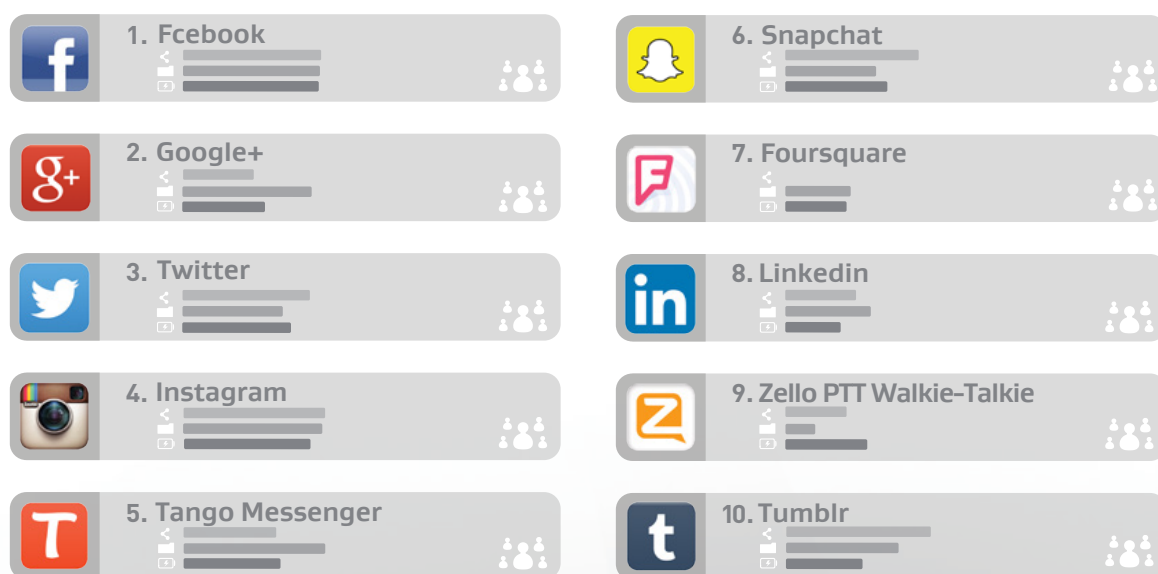 1. Fcebook
2. Google+
3. Twitter
4. Instagram
5. Tango Messenger
6. Snapchat
7. Foursquare
8. Linkedin
9. Zello PTT Walkie-Talkie
10. Tumblr
f
g+
T
in
Z
t